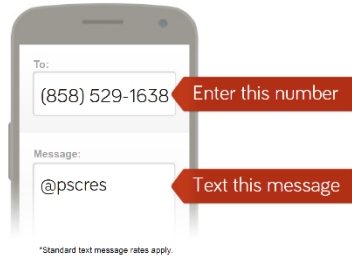 To:
(858) 529-1638
Enter this number
Message:
@pscres
Text this message
*Standard text message rates apply.